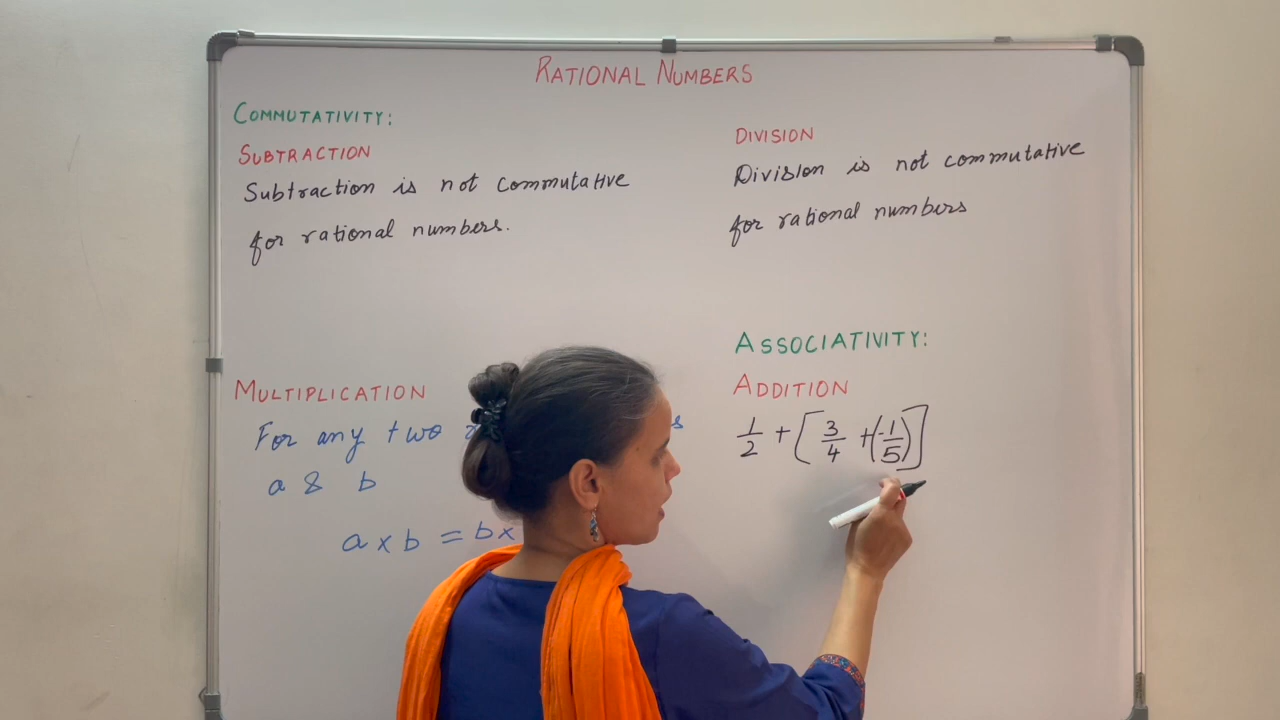 RATIONAL NUMBERS
COMMUTATIVITY:
SUBTRACTION
Subtraction is not commutative
for rational numbers.
MULTIPLICATION
For any two
a & b
a x b = b x
DIVISION
Division is not commutative
for rational numbers
ASSOCIATIVITY:
ADDITION
1/2 + [3/4 + (-1/5)]